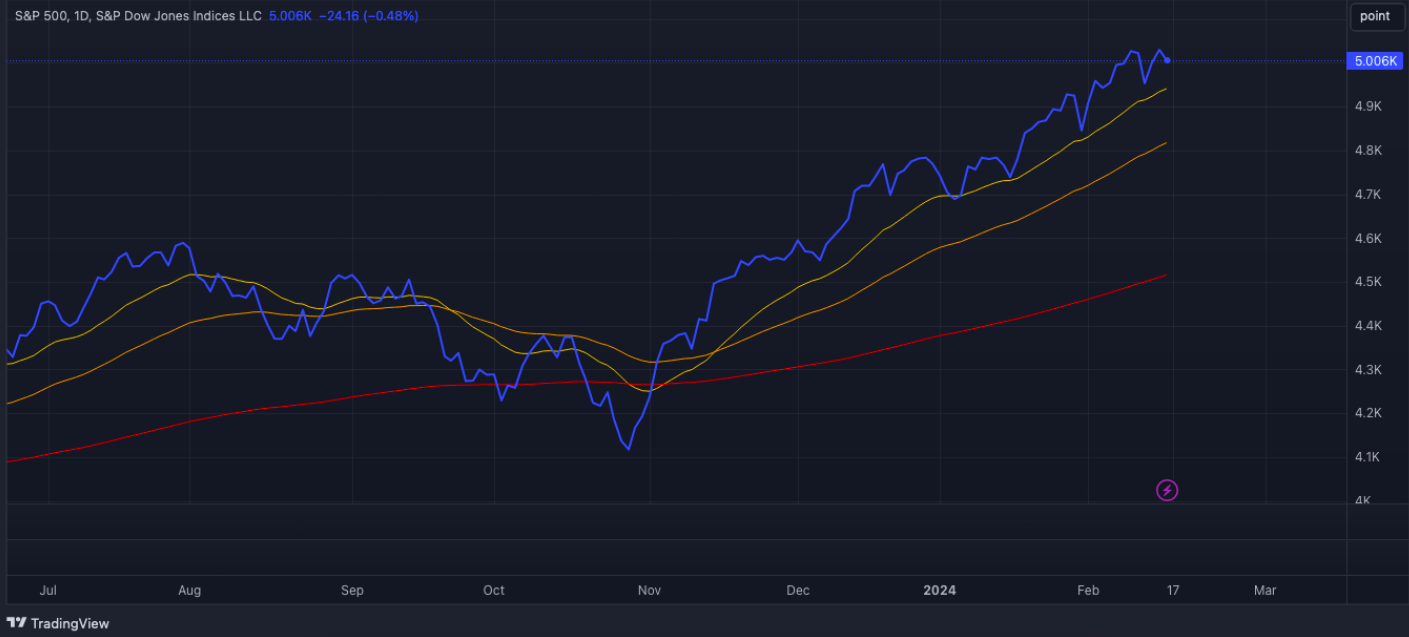 S&P 500, 1D, S&P Dow Jones Indices LLC 5.006K −24.16 (−0.48%)
point
5.006K
4.9K
4.8K
4.7K
4.6K
4.5K
4.4K
4.3K
4.2K
4.1K
4K
Jul Aug Sep Oct Nov Dec 2024 Feb 17 Mar
TradingView